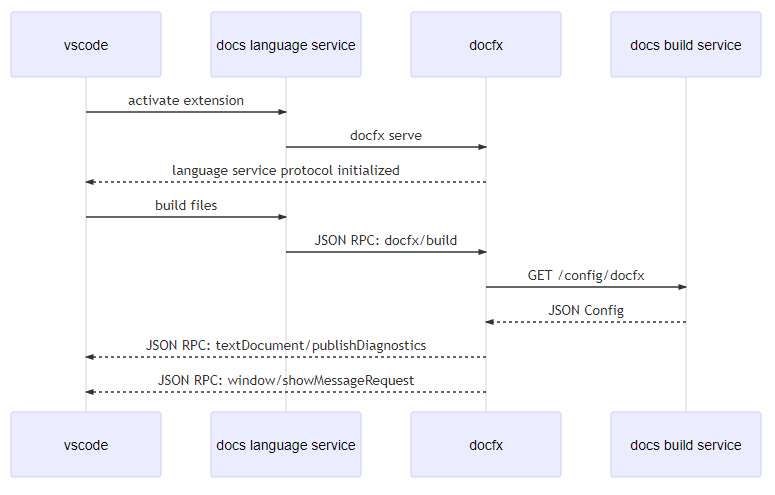 vscode
docs language service
docfx
docs build service
activate extension
docfx serve
language service protocol initialized
build files
JSON RPC: docfx/build
GET /config/docfx
JSON Config
JSON RPC: textDocument/publishDiagnostics
JSON RPC: window/showMessageRequest
vscode
docs language service
docfx
docs build service